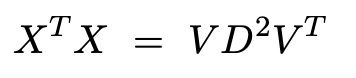 $X^T X \ = \ V D^2 V^T$